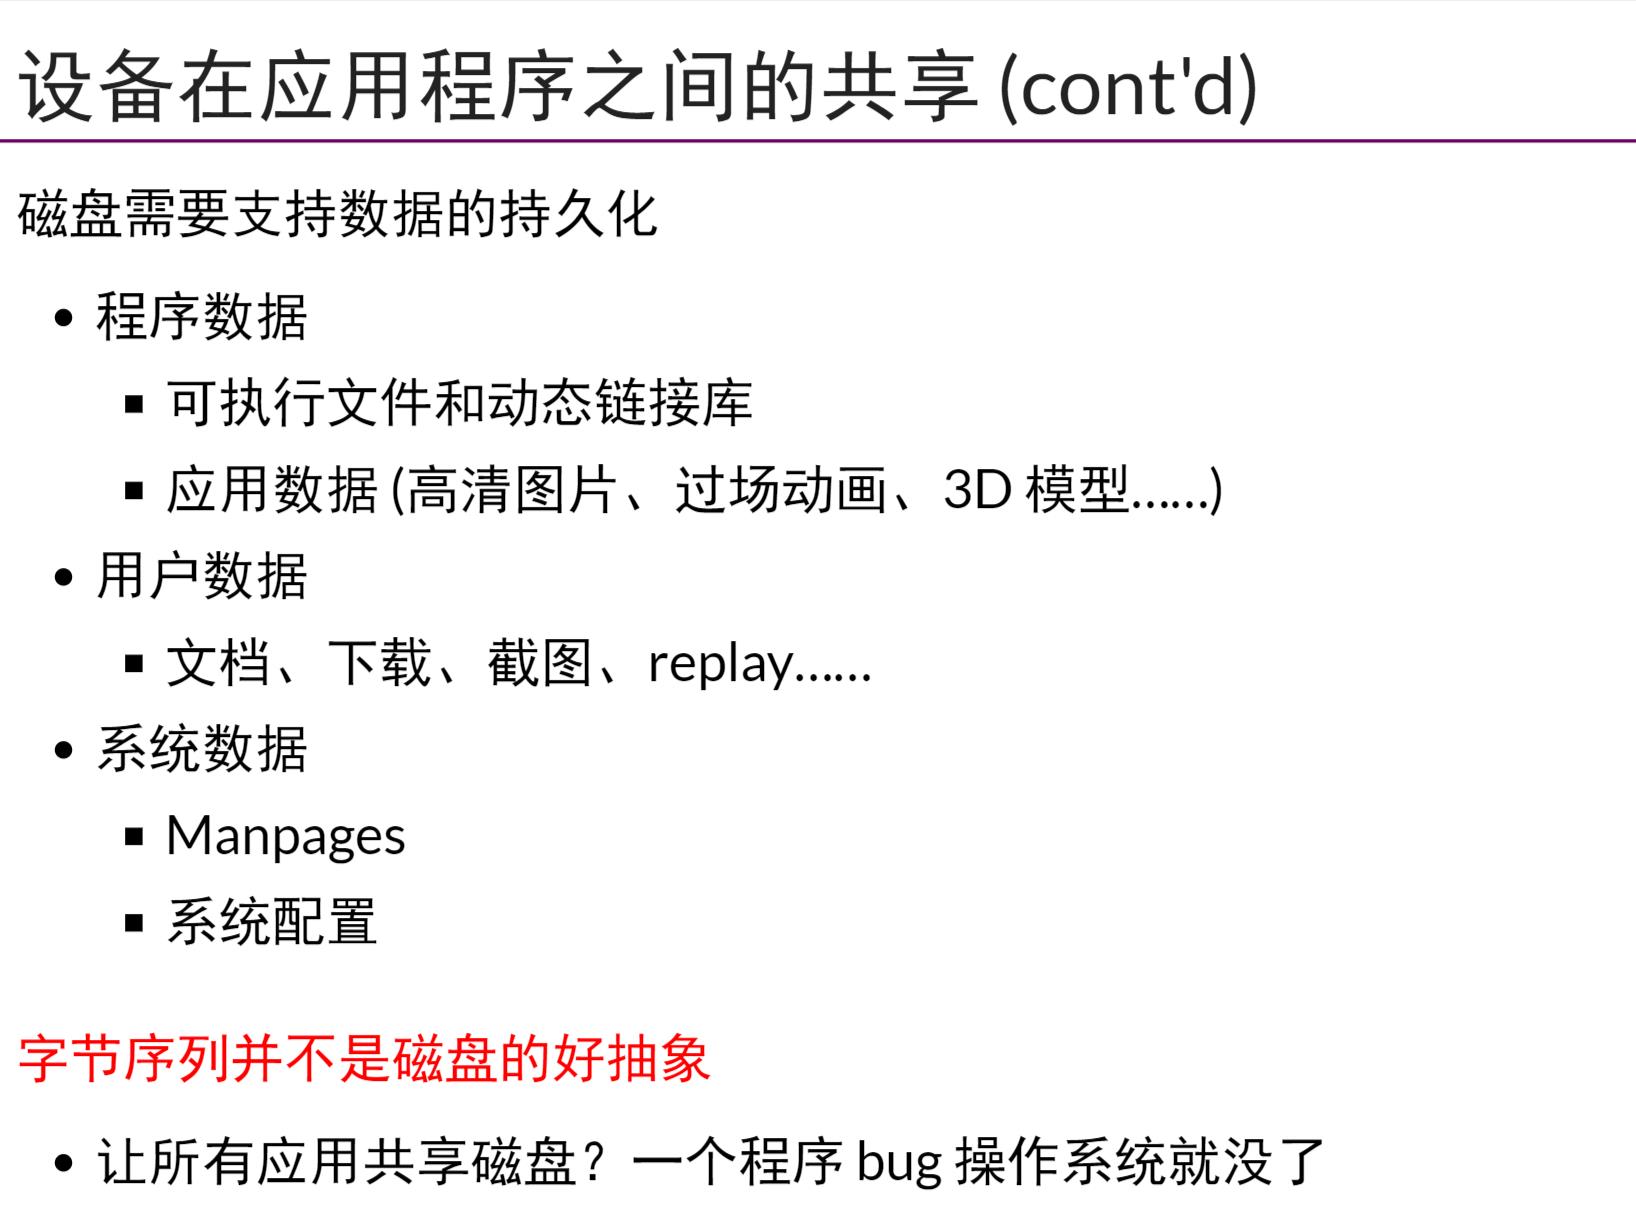 设备在应用程序之间的共享 (cont'd)
磁盘需要支持数据的持久化
• 程序数据
▪ 可执行文件和动态链接库
▪ 应用数据 (高清图片、过场动画、3D 模型……)
• 用户数据
▪ 文档、下载、截图、replay……
• 系统数据
▪ Manpages
▪ 系统配置
字节序列并不是磁盘的好抽象
• 让所有应用共享磁盘？一个程序 bug 操作系统就没了